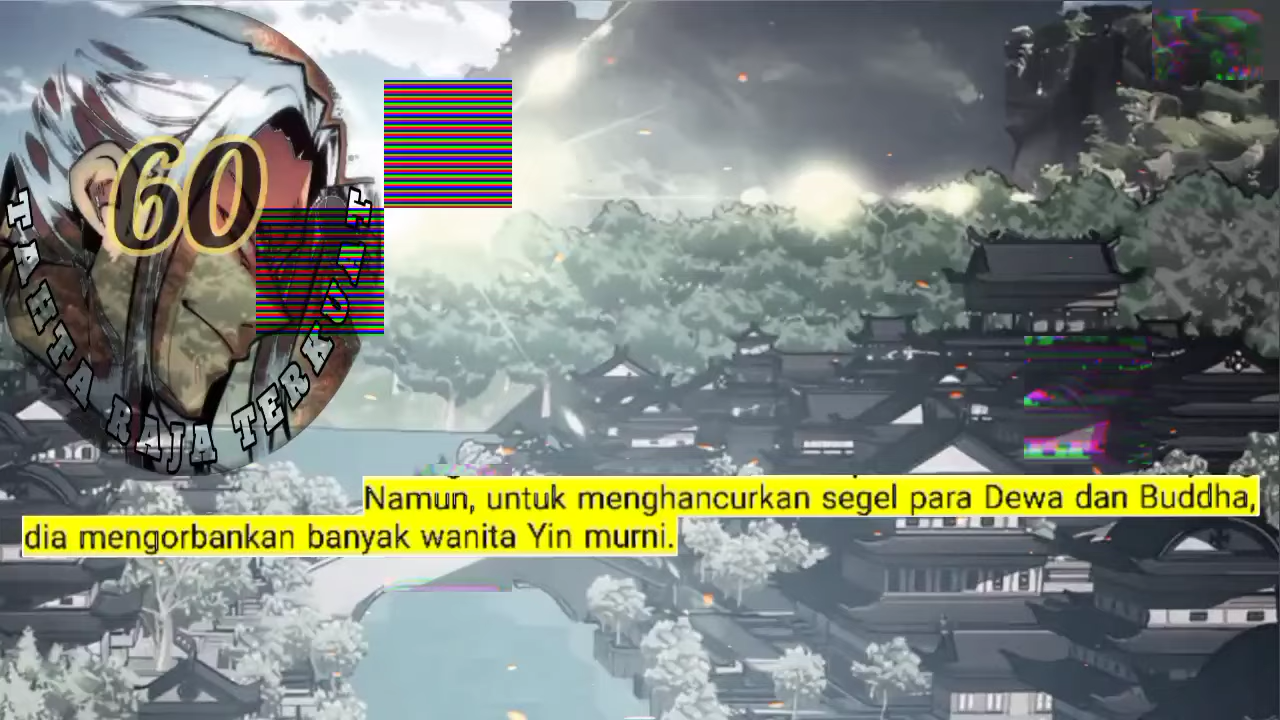 60
TAHTA RAJA TERKUAT
Namun, untuk menghancurkan segel para Dewa dan Buddha,
dia mengorbankan banyak wanita Yin murni.